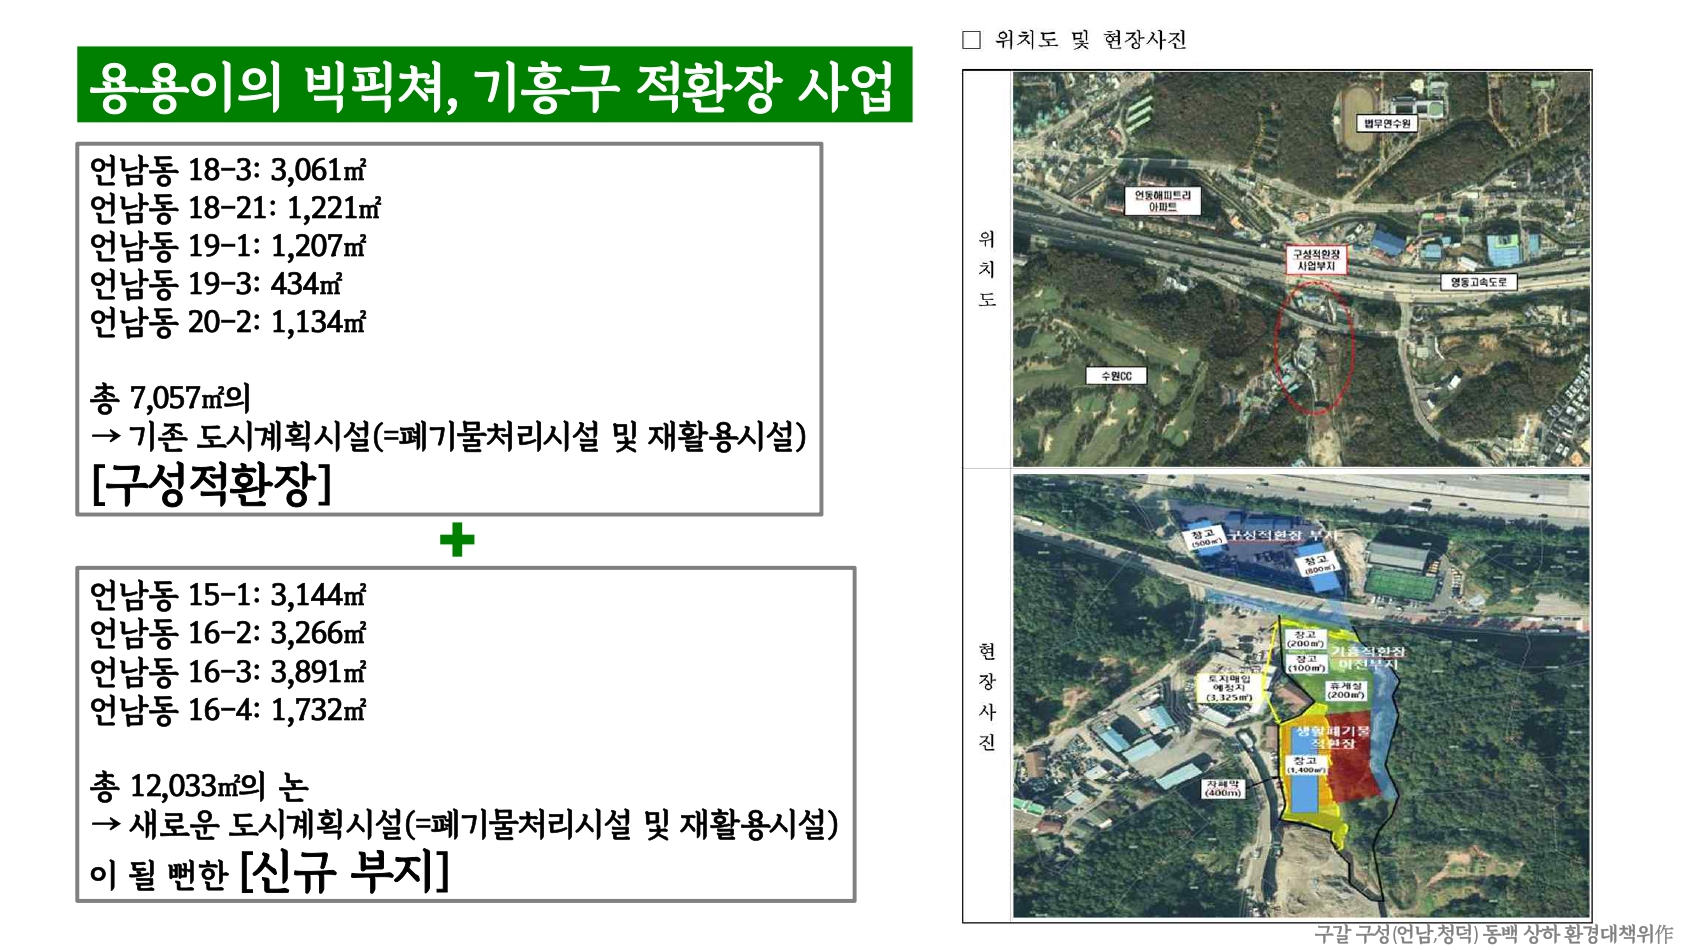 용용이의 빅픽쳐, 기흥구 적환장 사업
언남동 18-3: 3,061㎡
언남동 18-21: 1,221㎡
언남동 19-1: 1,207㎡
언남동 19-3: 434㎡
언남동 20-2: 1,134㎡
총 7,057㎡의
→ 기존 도시계획시설(=폐기물처리시설 및 재활용시설)
[구성적환장]
+
언남동 15-1: 3,144㎡
언남동 16-2: 3,266㎡
언남동 16-3: 3,891㎡
언남동 16-4: 1,732㎡
총 12,033㎡의 논
→ 새로운 도시계획시설(=폐기물처리시설 및 재활용시설)
이 될 뻔한 [신규 부지]
□ 위치도 및 현장사진
위치도
법무연수원
언동해피트리
아파트
구성적환장
사업부지
영동고속도로
수원CC
현장사진
창고
(500㎡)
구성적환장 부지
창고
(800㎡)
창고
(200㎡)
기흥적환장
이전부지
창고
(100㎡)
토지매입
예정지
(3,325㎡)
휴게실
(200㎡)
생활폐기물
적환장
창고
(1,400㎡)
차폐막
(400m)
구갈 구성(언남,청덕) 동백 상하 환경대책위作